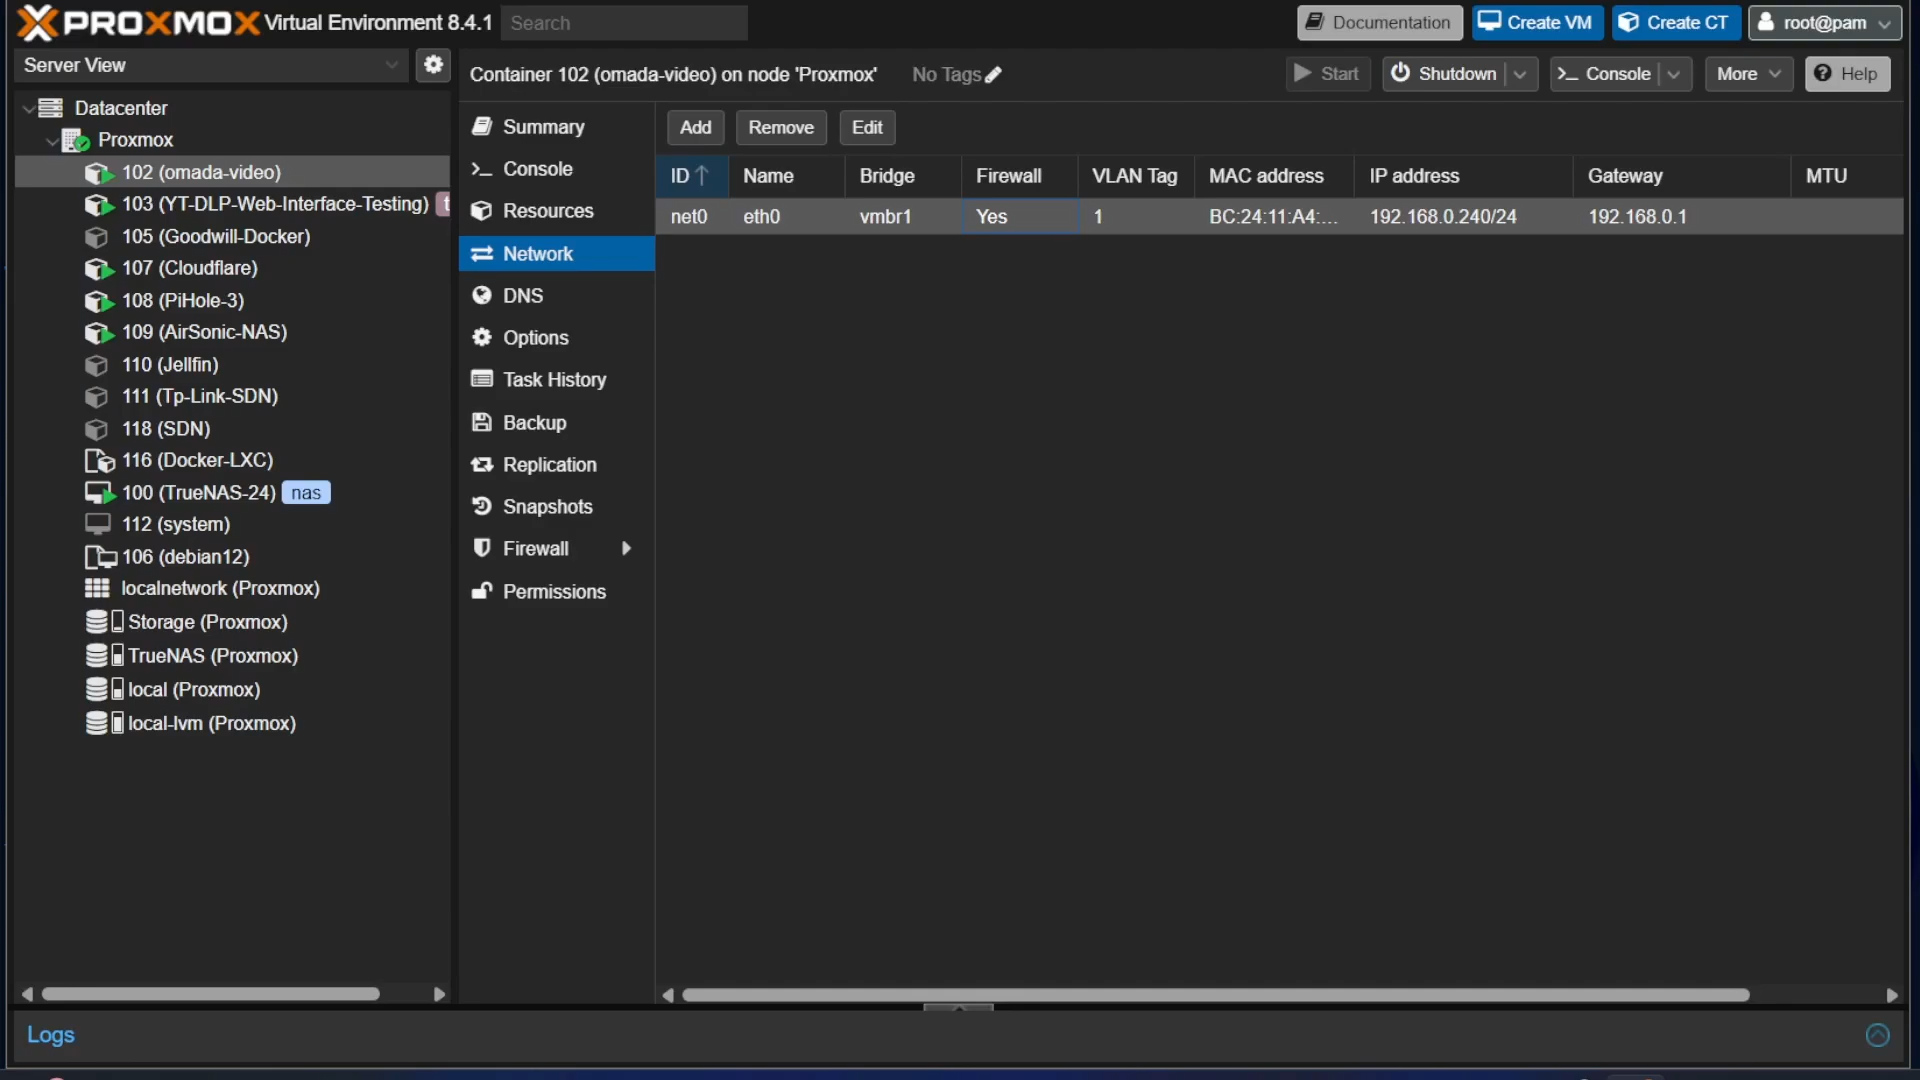 PROXMOX Virtual Environment 8.4.1 Search Documentation Create VM Create CT root@pam
Server View
Container 102 (omada-video) on node 'Proxmox' No Tags Start Shutdown Console More Help
Datacenter
Proxmox
102 (omada-video)
103 (YT-DLP-Web-Interface-Testing) t
105 (Goodwill-Docker)
107 (Cloudflare)
108 (PiHole-3)
109 (AirSonic-NAS)
110 (Jellfin)
111 (Tp-Link-SDN)
118 (SDN)
116 (Docker-LXC)
100 (TrueNAS-24) nas
112 (system)
106 (debian12)
localnetwork (Proxmox)
Storage (Proxmox)
TrueNAS (Proxmox)
local (Proxmox)
local-lvm (Proxmox)
Summary
Console
Resources
Network
DNS
Options
Task History
Backup
Replication
Snapshots
Firewall
Permissions
Add Remove Edit
ID Name Bridge Firewall VLAN Tag MAC address IP address Gateway MTU
net0 eth0 vmbr1 Yes 1 BC:24:11:A4:... 192.168.0.240/24 192.168.0.1
Logs